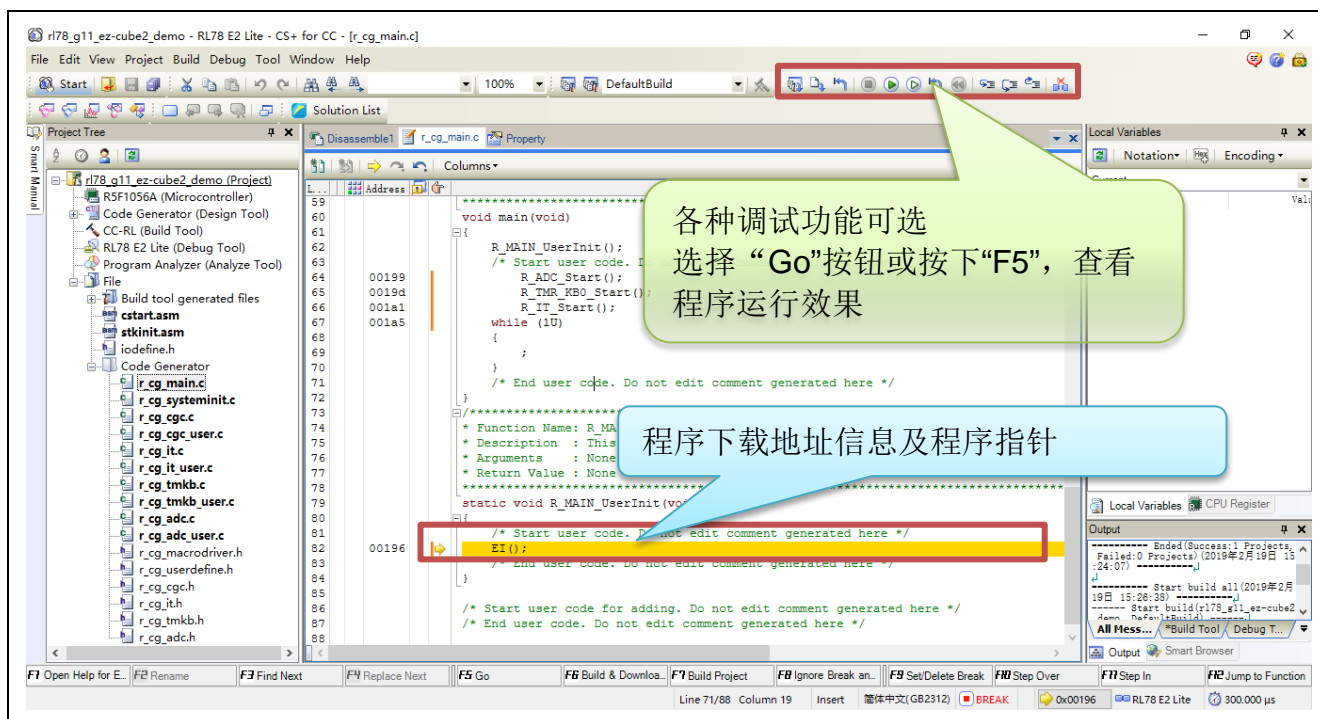 rl78_g11_ez-cube2_demo - RL78 E2 Lite - CS+ for CC - [r_cg_main.c]
File Edit View Project Build Debug Tool Window Help
Start 100% DefaultBuild
Solution List
Project Tree
Smart Manual
rl78_g11_ez-cube2_demo (Project)
R5F1056A (Microcontroller)
Code Generator (Design Tool)
CC-RL (Build Tool)
RL78 E2 Lite (Debug Tool)
Program Analyzer (Analyze Tool)
File
Build tool generated files
cstart.asm
stkinit.asm
iodefine.h
Code Generator
r_cg_main.c
r_cg_systeminit.c
r_cg_cgc.c
r_cg_cgc_user.c
r_cg_it.c
r_cg_it_user.c
r_cg_tmkb.c
r_cg_tmkb_user.c
r_cg_adc.c
r_cg_adc_user.c
r_cg_macrodriver.h
r_cg_userdefine.h
r_cg_cgc.h
r_cg_it.h
r_cg_tmkb.h
r_cg_adc.h
Disassemble1 r_cg_main.c Property
Columns
L... Address
59
60 void main(void)
61 {
62 R_MAIN_UserInit();
63 /* Start user code.
64 00199 R_ADC_Start();
65 0019d R_TMR_KB0_Start();
66 001a1 R_IT_Start();
67 001a5 while (1U)
68 {
69 ;
70 }
71 /* End user code. Do not edit comment generated here */
72 }
73 /******************
74 * Function Name: R_MA
75 * Description : This
76 * Arguments : None
77 * Return Value : None
78
79 static void R_MAIN_UserInit(vo
80 {
81 /* Start user code. Do not edit comment generated here */
82 00196 EI();
83 /* End user code. Do not edit comment generated here */
84 }
85
86 /* Start user code for adding. Do not edit comment generated here */
87 /* End user code. Do not edit comment generated here */
88
各种调试功能可选
选择“Go”按钮或按下“F5”，查看
程序运行效果
程序下载地址信息及程序指针
Local Variables
Notation Hex Encoding
Local Variables CPU Register
Output
---------- Ended(Success:1 Projects,
Failed:0 Projects)(2019年2月19日 15
:24:07) ----------
---------- Start build all(2019年2月
19日 15:26:38) ----------
------ Start build(rl78_g11_ez-cube2
All Mess... *Build Tool Debug T...
Output Smart Browser
F1 Open Help for E... F2 Rename F3 Find Next F4 Replace Next F5 Go F6 Build & Downloa... F7 Build Project F8 Ignore Break an... F9 Set/Delete Break F10 Step Over F11 Step In F12 Jump to Function
Line 71/88 Column 19 Insert 简体中文(GB2312) BREAK 0x00196 RL78 E2 Lite 300.000 μs